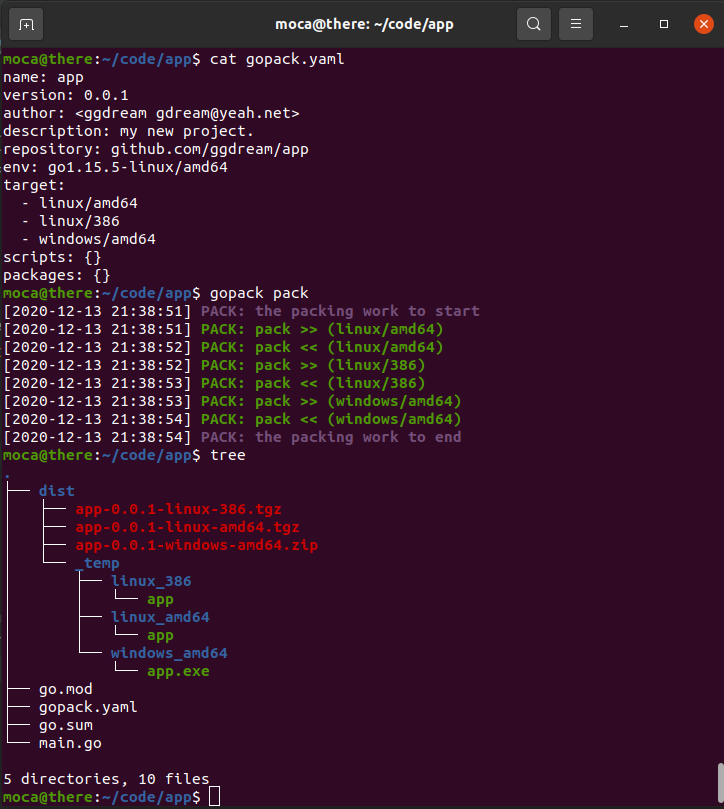 moca@there: ~/code/app
moca@there:~/code/app$ cat gopack.yaml
name: app
version: 0.0.1
author: <ggdream gdream@yeah.net>
description: my new project.
repository: github.com/ggdream/app
env: go1.15.5-linux/amd64
target:
  - linux/amd64
  - linux/386
  - windows/amd64
scripts: {}
packages: {}
moca@there:~/code/app$ gopack pack
[2020-12-13 21:38:51] PACK: the packing work to start
[2020-12-13 21:38:51] PACK: pack >> (linux/amd64)
[2020-12-13 21:38:52] PACK: pack << (linux/amd64)
[2020-12-13 21:38:52] PACK: pack >> (linux/386)
[2020-12-13 21:38:53] PACK: pack << (linux/386)
[2020-12-13 21:38:53] PACK: pack >> (windows/amd64)
[2020-12-13 21:38:54] PACK: pack << (windows/amd64)
[2020-12-13 21:38:54] PACK: the packing work to end
moca@there:~/code/app$ tree
.
├── dist
│   ├── app-0.0.1-linux-386.tgz
│   ├── app-0.0.1-linux-amd64.tgz
│   ├── app-0.0.1-windows-amd64.zip
│   └── _temp
│       ├── linux_386
│       │   └── app
│       ├── linux_amd64
│       │   └── app
│       └── windows_amd64
│           └── app.exe
├── go.mod
├── gopack.yaml
├── go.sum
└── main.go
5 directories, 10 files
moca@there:~/code/app$